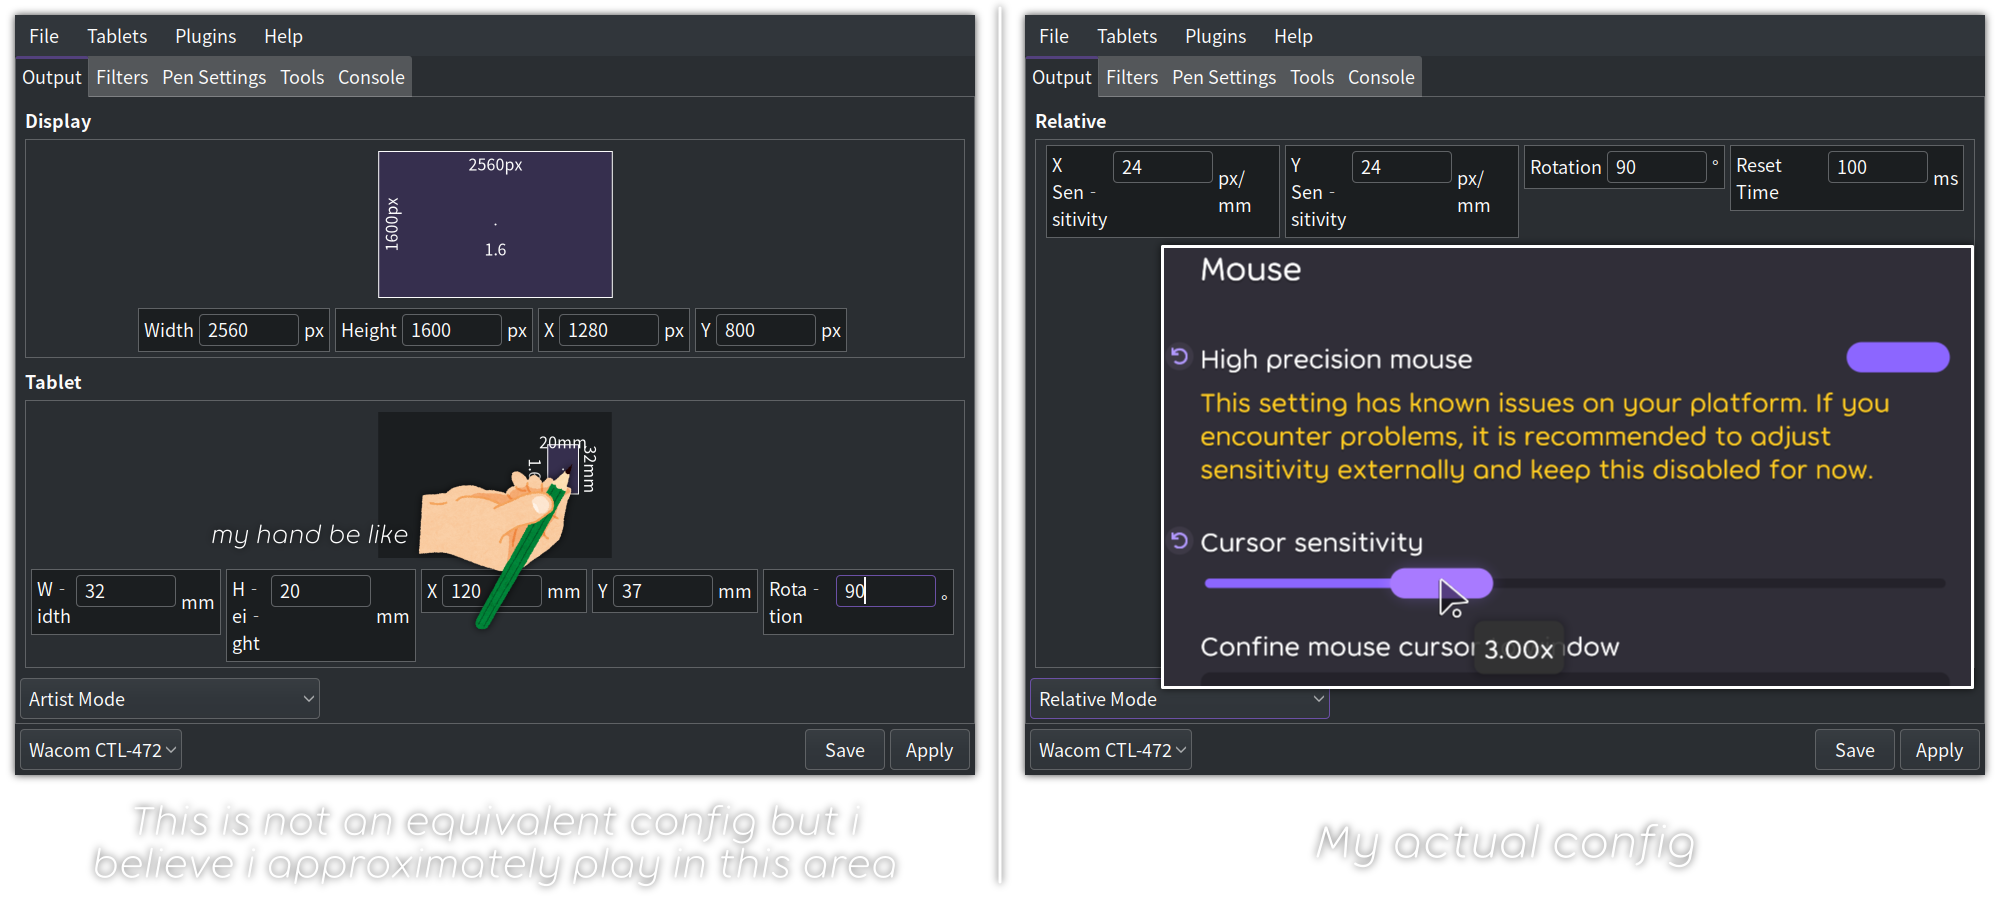 File Tablets Plugins Help
Output Filters Pen Settings Tools Console
Display
2560px
1600px
1.6
Width 2560 px Height 1600 px X 1280 px Y 800 px
Tablet
20mm
32mm
my hand be like
W - idth 32 mm H - ei - ght 20 mm X 120 mm Y 37 mm Rota - tion 90 °
Artist Mode
Wacom CTL-472 Save Apply
This is not an equivalent config but i
believe i approximately play in this area
File Tablets Plugins Help
Output Filters Pen Settings Tools Console
Relative
X Sen - sitivity 24 px/ mm Y Sen - sitivity 24 px/ mm Rotation 90 ° Reset Time 100 ms
Mouse
High precision mouse
This setting has known issues on your platform. If you
encounter problems, it is recommended to adjust
sensitivity externally and keep this disabled for now.
Cursor sensitivity
Confine mouse cursor
3.00x
Relative Mode
Wacom CTL-472 Save Apply
My actual config